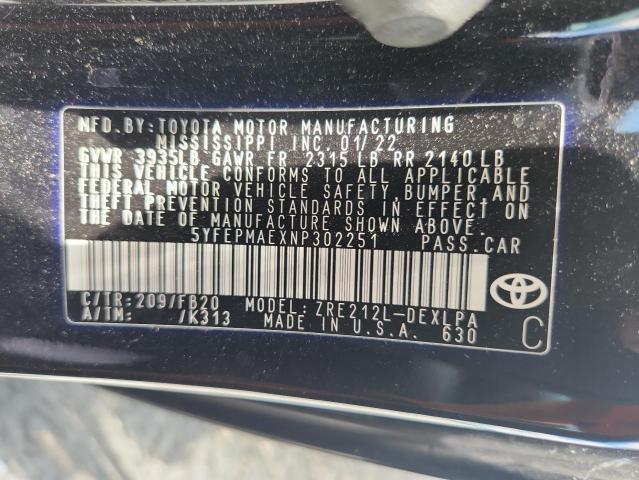 MFD. BY: TOYOTA MOTOR MANUFACTURING
MISSISSIPPI INC. 01/22
GVWR 3935LB GAWR FR 2315 LB RR 2140 LB
THIS VEHICLE CONFORMS TO ALL APPLICABLE
FEDERAL MOTOR VEHICLE SAFETY BUMPER AND
THEFT PREVENTION STANDARDS IN EFFECT ON
THE DATE OF MANUFACTURE SHOWN ABOVE.
5YFEPMAEXNP302251 PASS. CAR
C/TR: 209/FB20 MODEL: ZRE212L-DEXLPA
A/TM: /K313 MADE IN U.S.A. 630
C